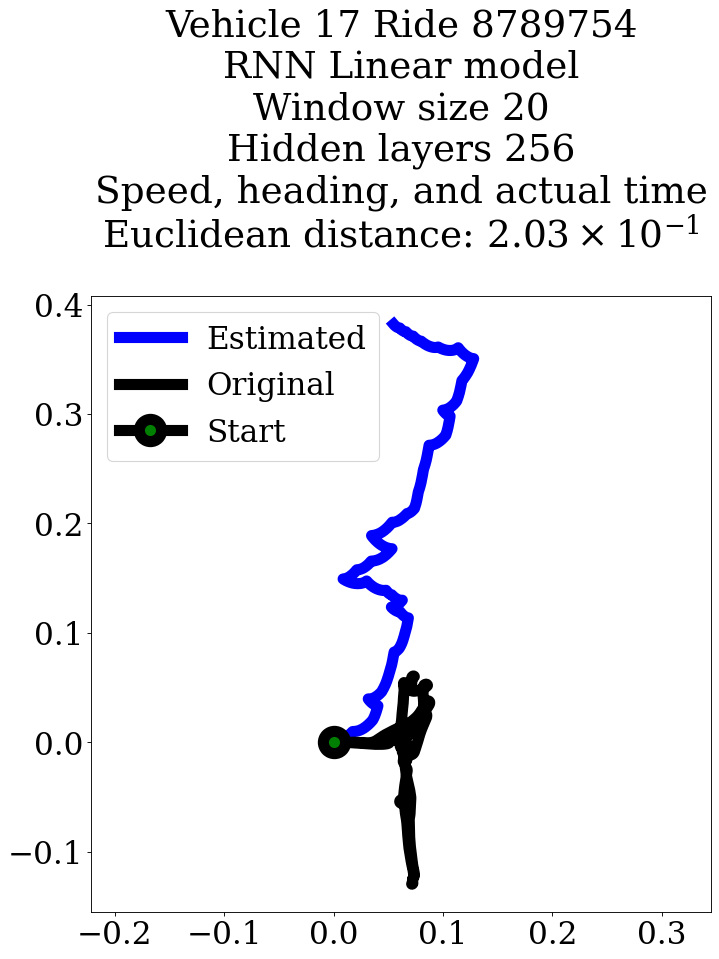 Vehicle 17 Ride 8789754
RNN Linear model
Window size 20
Hidden layers 256
Speed, heading, and actual time
Euclidean distance: 2.03 × 10⁻¹
Estimated
Original
Start
0.4
0.3
0.2
0.1
0.0
−0.1
−0.2 −0.1 0.0 0.1 0.2 0.3